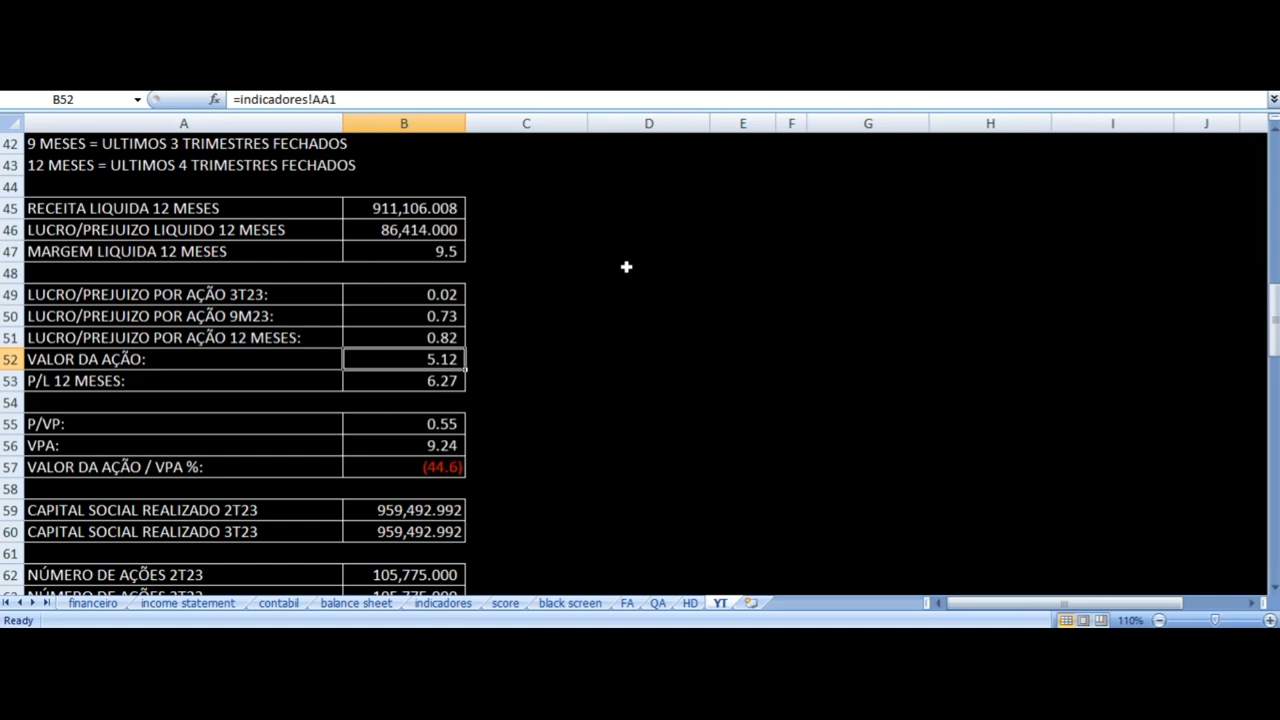 B52 fx =indicadores!AA1
A B C D E F G H I J
42 9 MESES = ULTIMOS 3 TRIMESTRES FECHADOS
43 12 MESES = ULTIMOS 4 TRIMESTRES FECHADOS
44
45 RECEITA LIQUIDA 12 MESES 911,106.008
46 LUCRO/PREJUIZO LIQUIDO 12 MESES 86,414.000
47 MARGEM LIQUIDA 12 MESES 9.5
48
49 LUCRO/PREJUIZO POR AÇÃO 3T23: 0.02
50 LUCRO/PREJUIZO POR AÇÃO 9M23: 0.73
51 LUCRO/PREJUIZO POR AÇÃO 12 MESES: 0.82
52 VALOR DA AÇÃO: 5.12
53 P/L 12 MESES: 6.27
54
55 P/VP: 0.55
56 VPA: 9.24
57 VALOR DA AÇÃO / VPA %: (44.6)
58
59 CAPITAL SOCIAL REALIZADO 2T23 959,492.992
60 CAPITAL SOCIAL REALIZADO 3T23 959,492.992
61
62 NÚMERO DE AÇÕES 2T23 105,775.000
financeiro income statement contabil balance sheet indicadores score black screen FA QA HD YT
Ready 110%